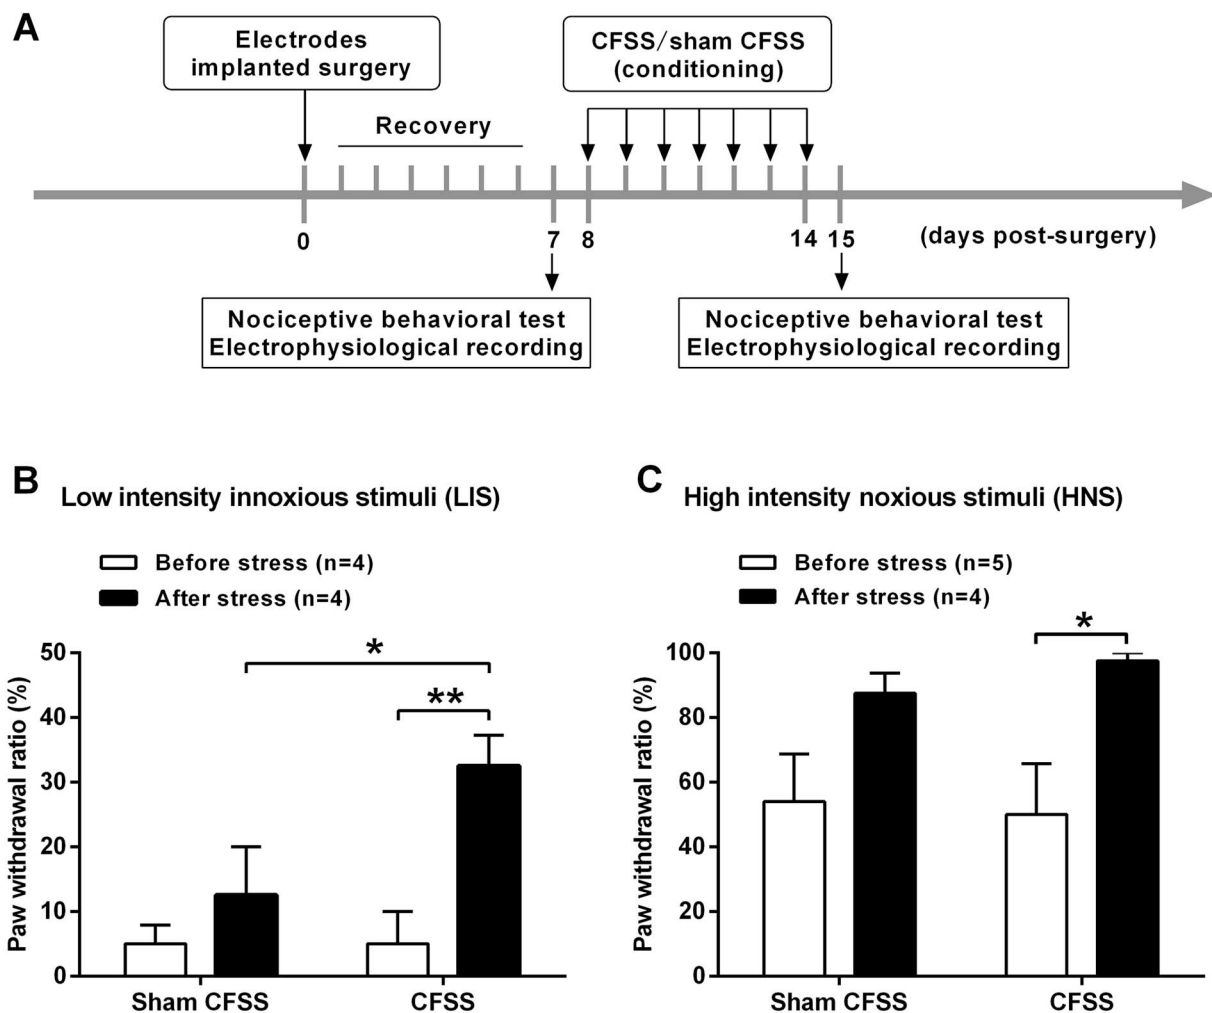 A
Electrodes
implanted surgery
CFSS/sham CFSS
(conditioning)
Recovery
0
7
8
14
15
(days post-surgery)
Nociceptive behavioral test
Electrophysiological recording
Nociceptive behavioral test
Electrophysiological recording
B
Low intensity innoxious stimuli (LIS)
Before stress (n=4)
After stress (n=4)
Paw withdrawal ratio (%)
50
40
30
20
10
0
*
**
Sham CFSS
CFSS
C
High intensity noxious stimuli (HNS)
Before stress (n=5)
After stress (n=4)
Paw withdrawal ratio (%)
100
80
60
40
20
0
*
Sham CFSS
CFSS